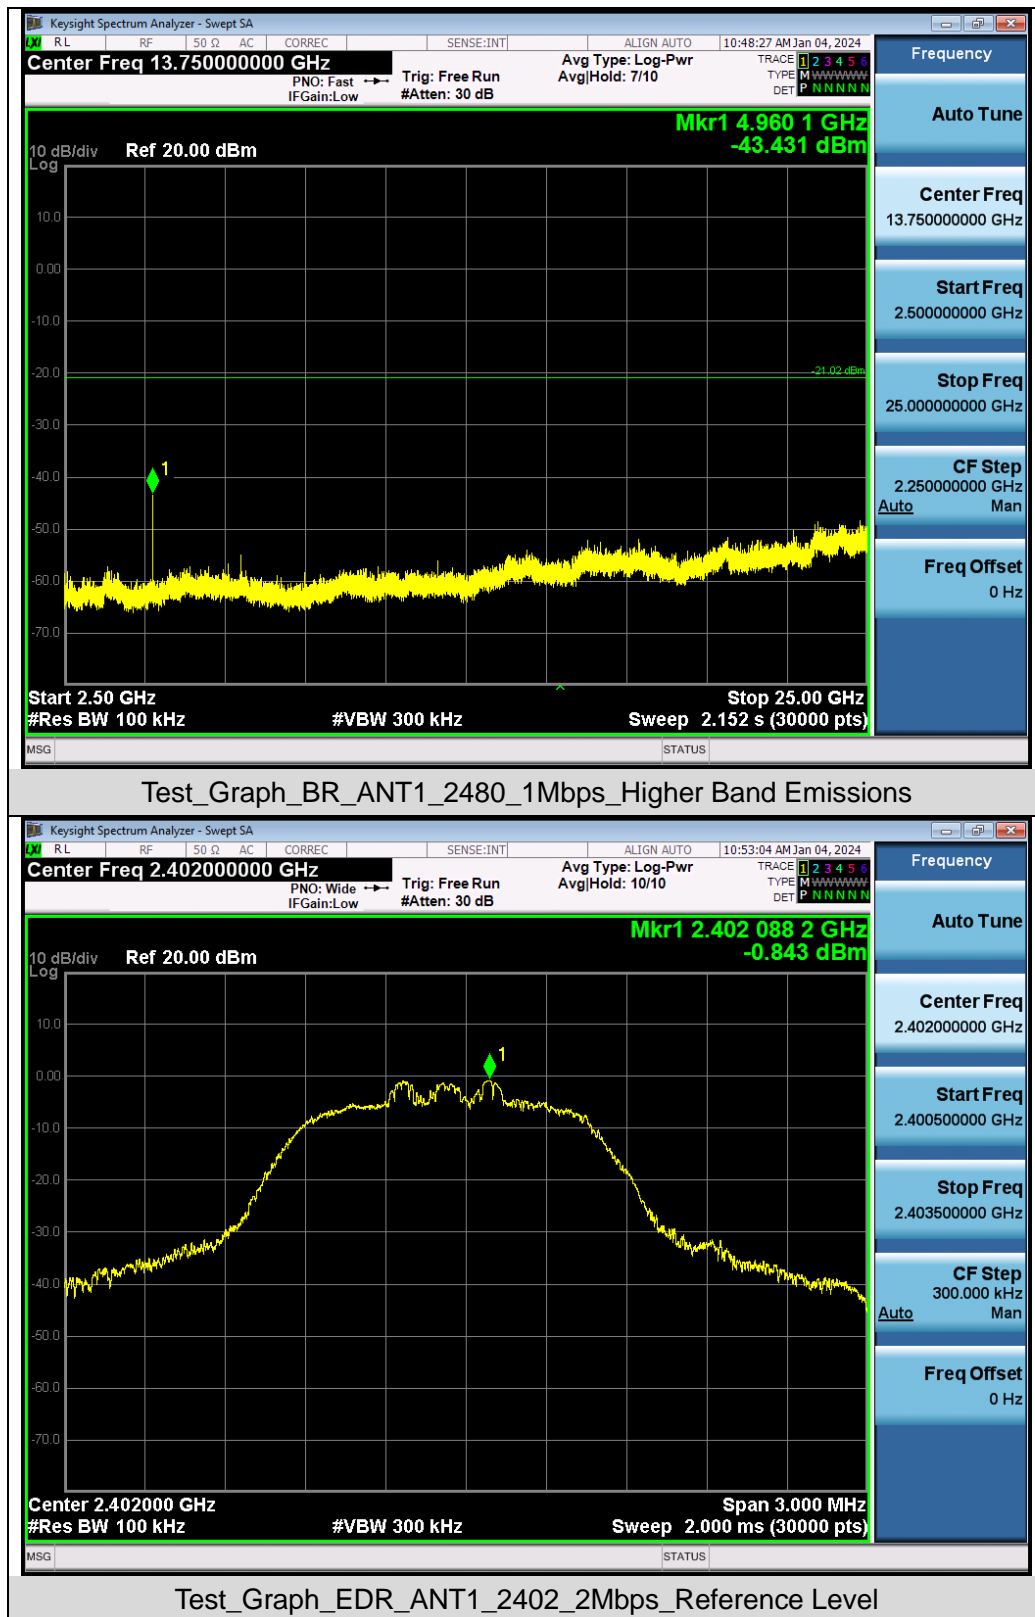 Keysight Spectrum Analyzer - Swept SA
LXI RL RF 50 Ω AC CORREC SENSE:INT ALIGN AUTO 10:48:27 AM Jan 04, 2024
Center Freq 13.750000000 GHz
PNO: Fast
IFGain:Low
Trig: Free Run
#Atten: 30 dB
Avg Type: Log-Pwr
Avg|Hold: 7/10
TRACE 1 2 3 4 5 6
TYPE M WWWWW
DET P N N N N N
Mkr1 4.960 1 GHz
-43.431 dBm
10 dB/div Ref 20.00 dBm
Log
10.0
0.00
-10.0
-20.0
-21.02 dBm
-30.0
-40.0
1
-50.0
-60.0
-70.0
Start 2.50 GHz Stop 25.00 GHz
#Res BW 100 kHz #VBW 300 kHz Sweep 2.152 s (30000 pts)
MSG STATUS
Frequency
Auto Tune
Center Freq
13.750000000 GHz
Start Freq
2.500000000 GHz
Stop Freq
25.000000000 GHz
CF Step
2.250000000 GHz
Auto Man
Freq Offset
0 Hz
Test_Graph_BR_ANT1_2480_1Mbps_Higher Band Emissions
Keysight Spectrum Analyzer - Swept SA
LXI RL RF 50 Ω AC CORREC SENSE:INT ALIGN AUTO 10:53:04 AM Jan 04, 2024
Center Freq 2.402000000 GHz
PNO: Wide
IFGain:Low
Trig: Free Run
#Atten: 30 dB
Avg Type: Log-Pwr
Avg|Hold: 10/10
TRACE 1 2 3 4 5 6
TYPE M WWWWW
DET P N N N N N
Mkr1 2.402 088 2 GHz
-0.843 dBm
10 dB/div Ref 20.00 dBm
Log
10.0
1
0.00
-10.0
-20.0
-30.0
-40.0
-50.0
-60.0
-70.0
Center 2.402000 GHz Span 3.000 MHz
#Res BW 100 kHz #VBW 300 kHz Sweep 2.000 ms (30000 pts)
MSG STATUS
Frequency
Auto Tune
Center Freq
2.402000000 GHz
Start Freq
2.400500000 GHz
Stop Freq
2.403500000 GHz
CF Step
300.000 kHz
Auto Man
Freq Offset
0 Hz
Test_Graph_EDR_ANT1_2402_2Mbps_Reference Level